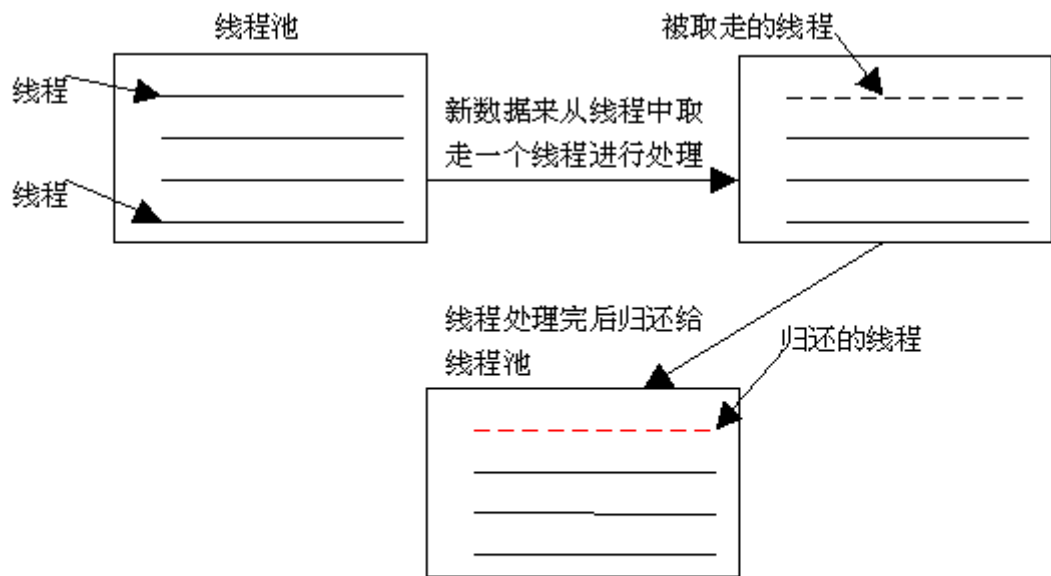 线程池
被取走的线程
线程
新数据来从线程中取
走一个线程进行处理
线程
线程处理完后归还给
线程池
归还的线程